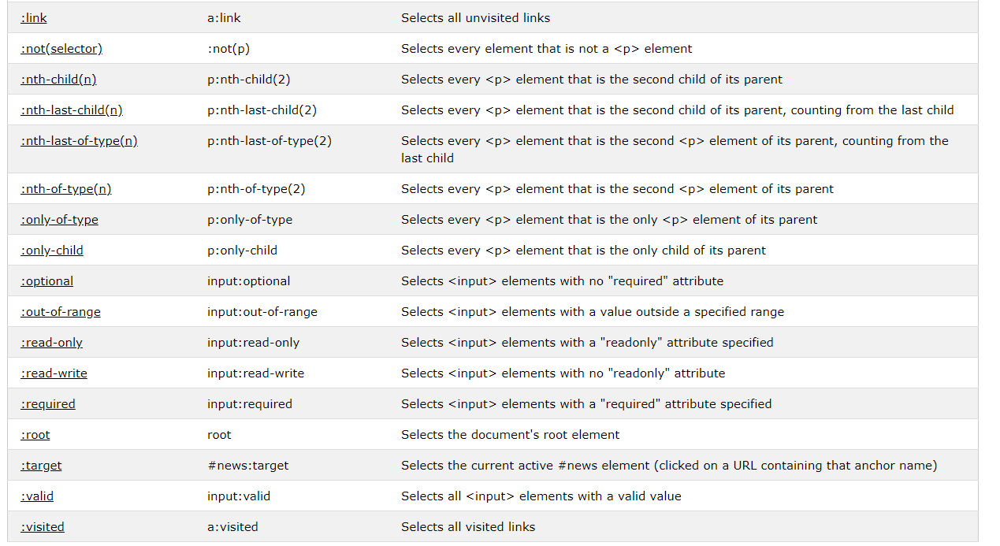 :link a:link Selects all unvisited links
:not(selector) :not(p) Selects every element that is not a <p> element
:nth-child(n) p:nth-child(2) Selects every <p> element that is the second child of its parent
:nth-last-child(n) p:nth-last-child(2) Selects every <p> element that is the second child of its parent, counting from the last child
:nth-last-of-type(n) p:nth-last-of-type(2) Selects every <p> element that is the second <p> element of its parent, counting from the
last child
:nth-of-type(n) p:nth-of-type(2) Selects every <p> element that is the second <p> element of its parent
:only-of-type p:only-of-type Selects every <p> element that is the only <p> element of its parent
:only-child p:only-child Selects every <p> element that is the only child of its parent
:optional input:optional Selects <input> elements with no "required" attribute
:out-of-range input:out-of-range Selects <input> elements with a value outside a specified range
:read-only input:read-only Selects <input> elements with a "readonly" attribute specified
:read-write input:read-write Selects <input> elements with no "readonly" attribute
:required input:required Selects <input> elements with a "required" attribute specified
:root root Selects the document's root element
:target #news:target Selects the current active #news element (clicked on a URL containing that anchor name)
:valid input:valid Selects all <input> elements with a valid value
:visited a:visited Selects all visited links